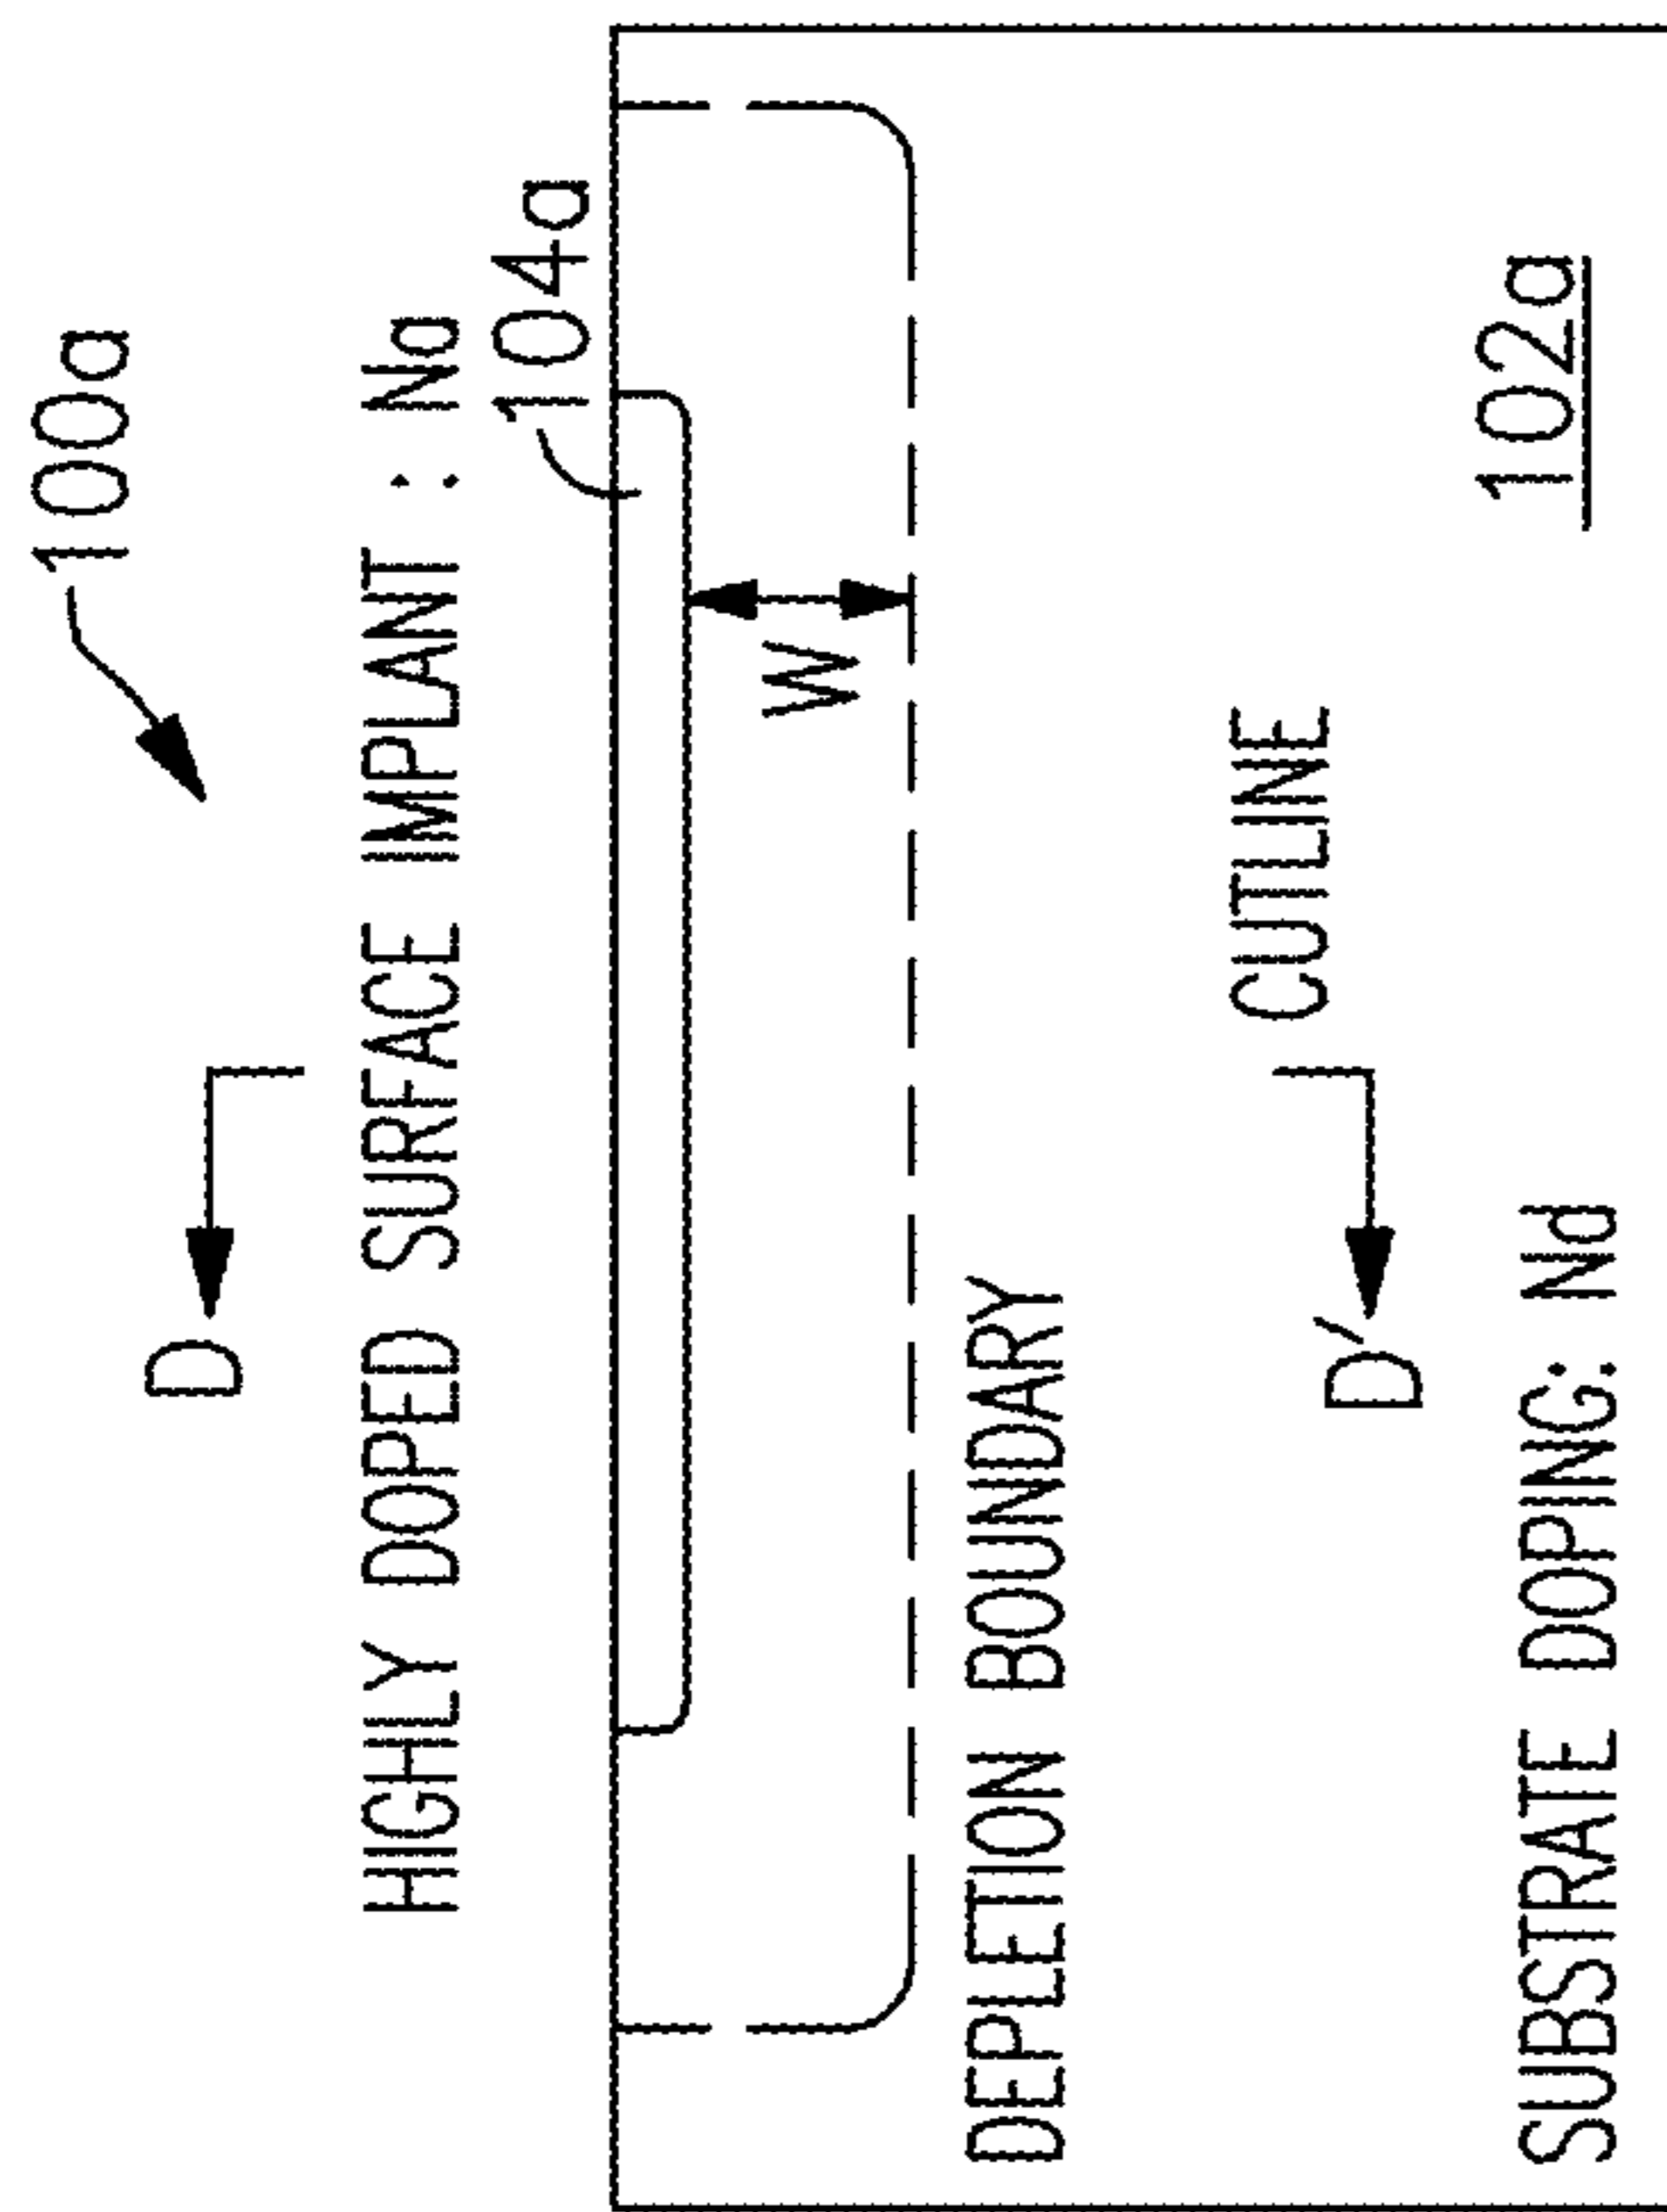 100a
D
HIGHLY DOPED SURFACE IMPLANT : Na
104a
W
DEPLETION BOUNDARY
CUTLINE
D′
102a
SUBSTRATE DOPING: Nd